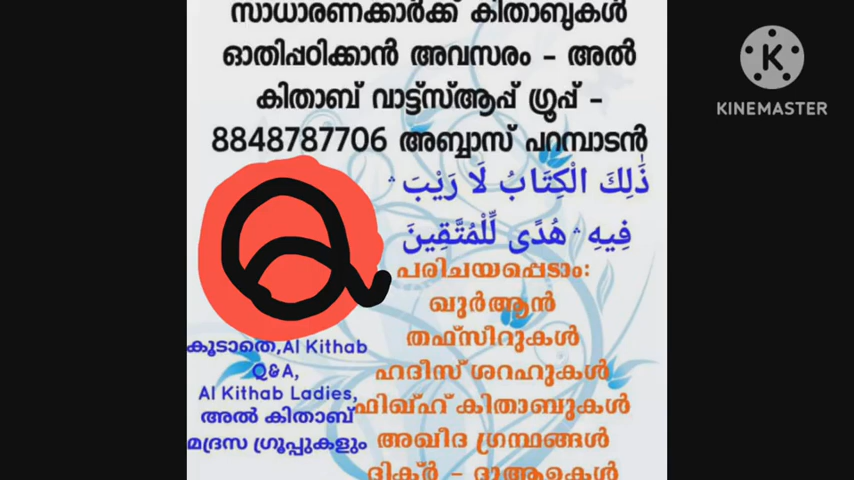 സാധാരണക്കാർക്ക് കിതാബുകൾ
ഓതിപ്പഠിക്കാൻ അവസരം – അൽ
കിതാബ് വാട്ട്സ്ആപ്പ് ഗ്രൂപ്പ് –
8848787706 അബ്ബാസ് പറമ്പാടൻ
ذَٰلِكَ الْكِتَابُ لَا رَيْبَ ۛ
فِيهِ ۛ هُدًى لِّلْمُتَّقِينَ
Q
പരിചയപ്പെടാം:
ഖുർആൻ
തഫ്സീറുകൾ
ഹദീസ് ശറഹുകൾ
ഫിഖ്ഹ് കിതാബുകൾ
അഖീദ ഗ്രന്ഥങ്ങൾ
ദിക്ർ – ദുആളകൾ
കൂടാതെ,Al Kithab
Q&A,
Al Kithab Ladies,
അൽ കിതാബ്
മദ്രസ ഗ്രൂപ്പുകളും
KINEMASTER